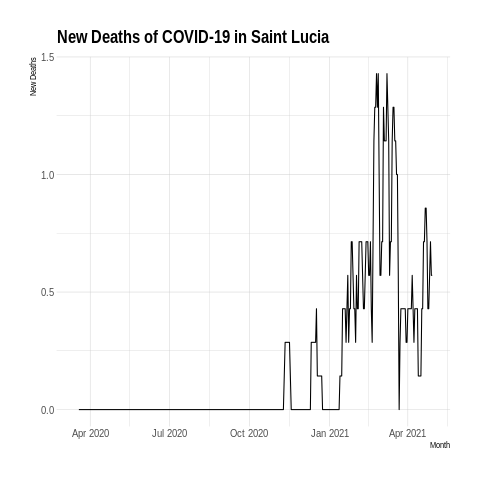 New Deaths of COVID-19 in Saint Lucia
New Deaths
1.5
1.0
0.5
0.0
Apr 2020
Jul 2020
Oct 2020
Jan 2021
Apr 2021
Month